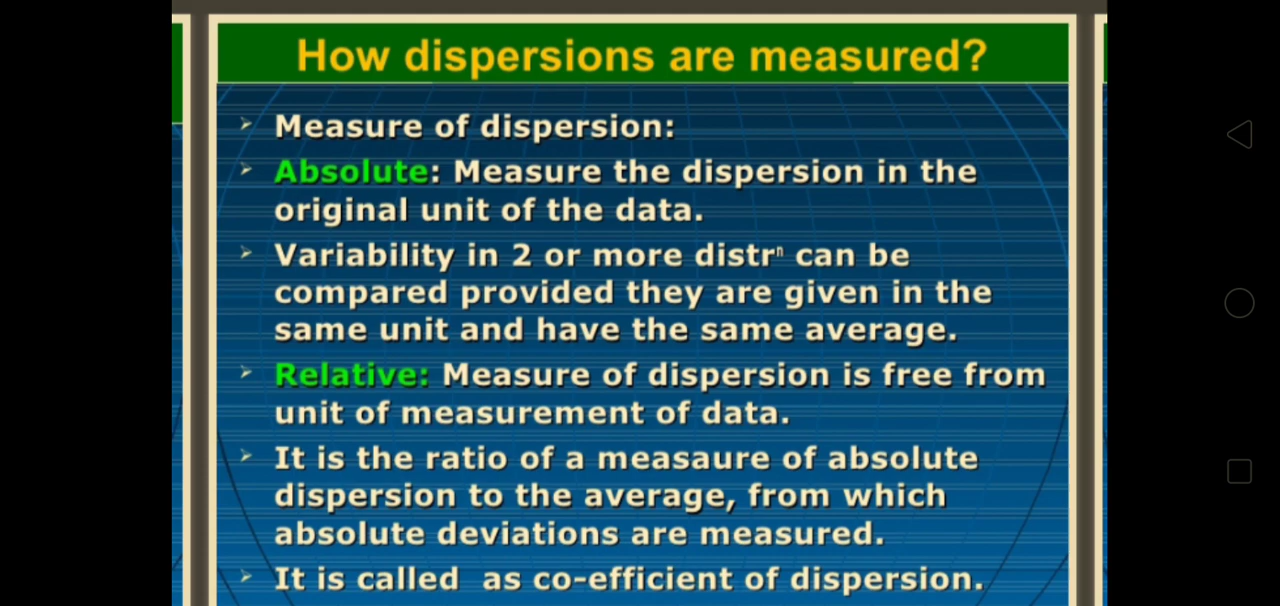 How dispersions are measured?
Measure of dispersion:
Absolute: Measure the dispersion in the
original unit of the data.
Variability in 2 or more distrⁿ can be
compared provided they are given in the
same unit and have the same average.
Relative: Measure of dispersion is free from
unit of measurement of data.
It is the ratio of a measaure of absolute
dispersion to the average, from which
absolute deviations are measured.
It is called  as co-efficient of dispersion.